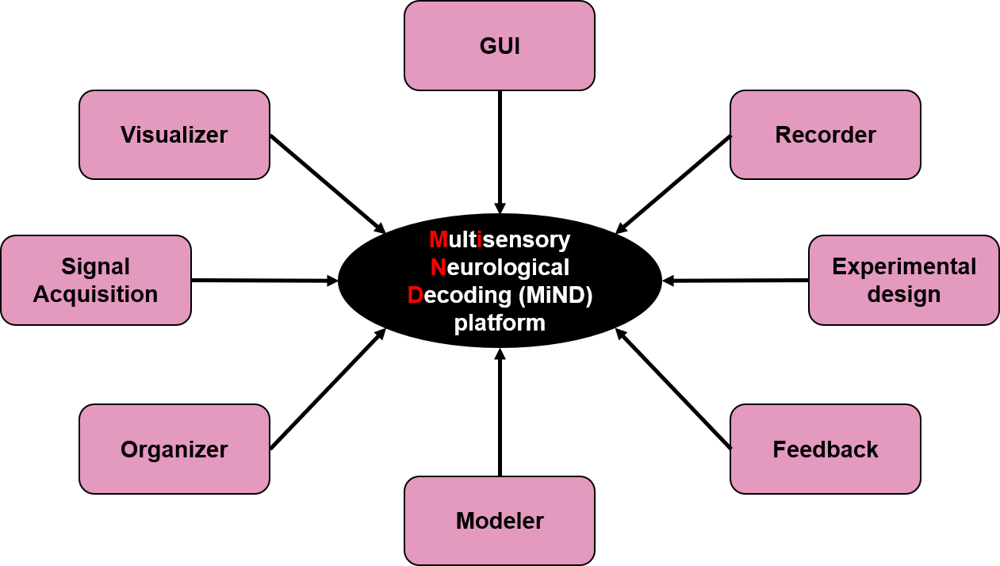 GUI
Visualizer
Recorder
Multisensory
Neurological
Decoding (MiND)
platform
Signal
Acquisition
Experimental
design
Organizer
Feedback
Modeler